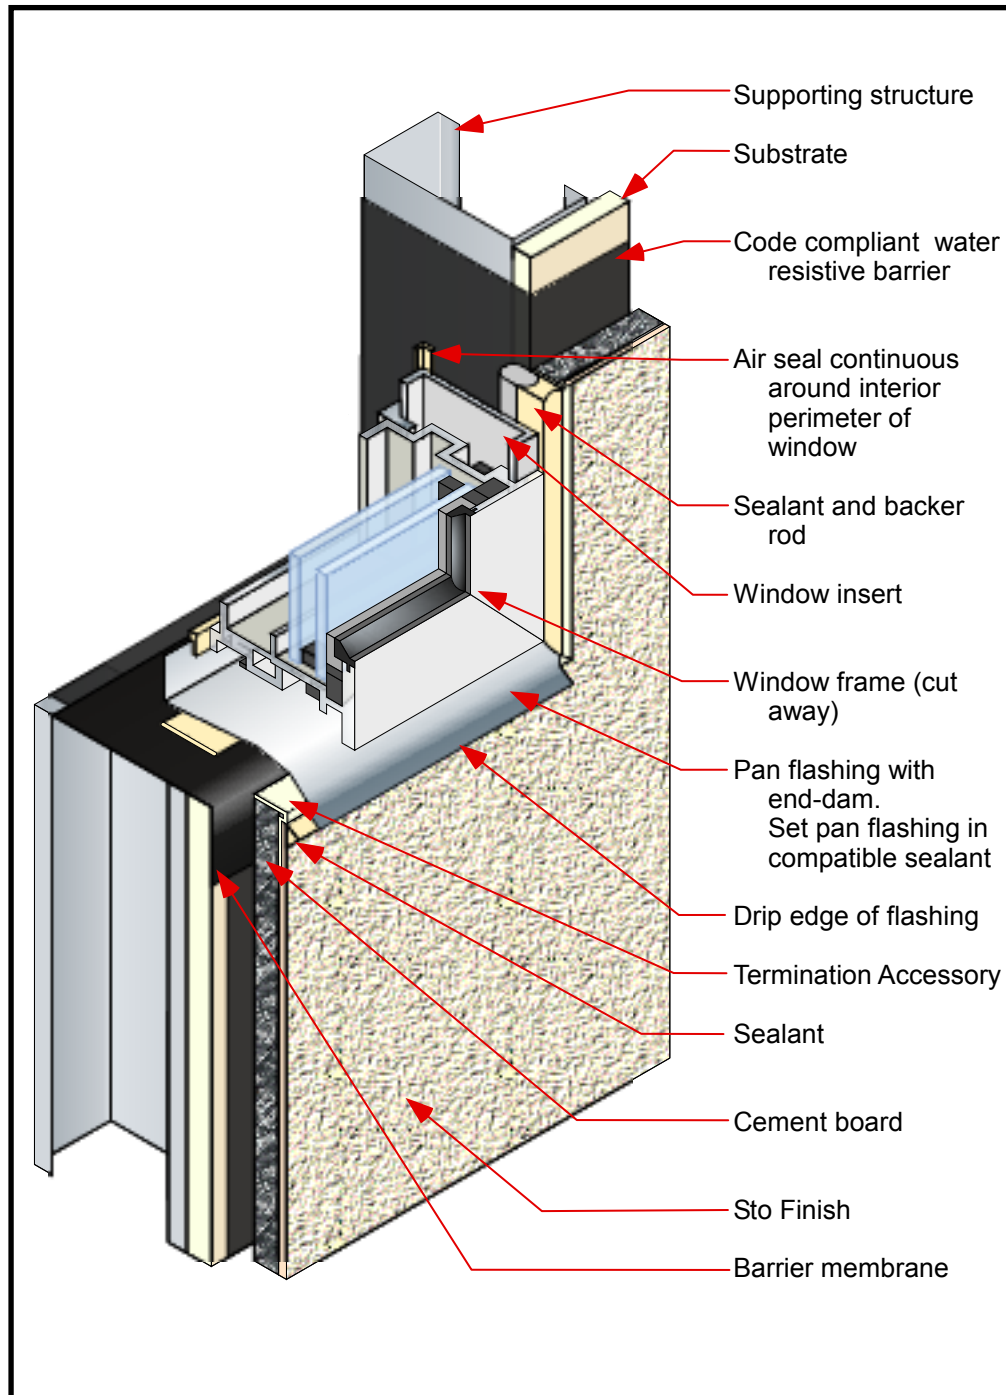 Supporting structure
Substrate
Code compliant water
resistive barrier
Air seal continuous
around interior
perimeter of
window
Sealant and backer
rod
Window insert
Window frame (cut
away)
Pan flashing with
end-dam.
Set pan flashing in
compatible sealant
Drip edge of flashing
Termination Accessory
Sealant
Cement board
Sto Finish
Barrier membrane